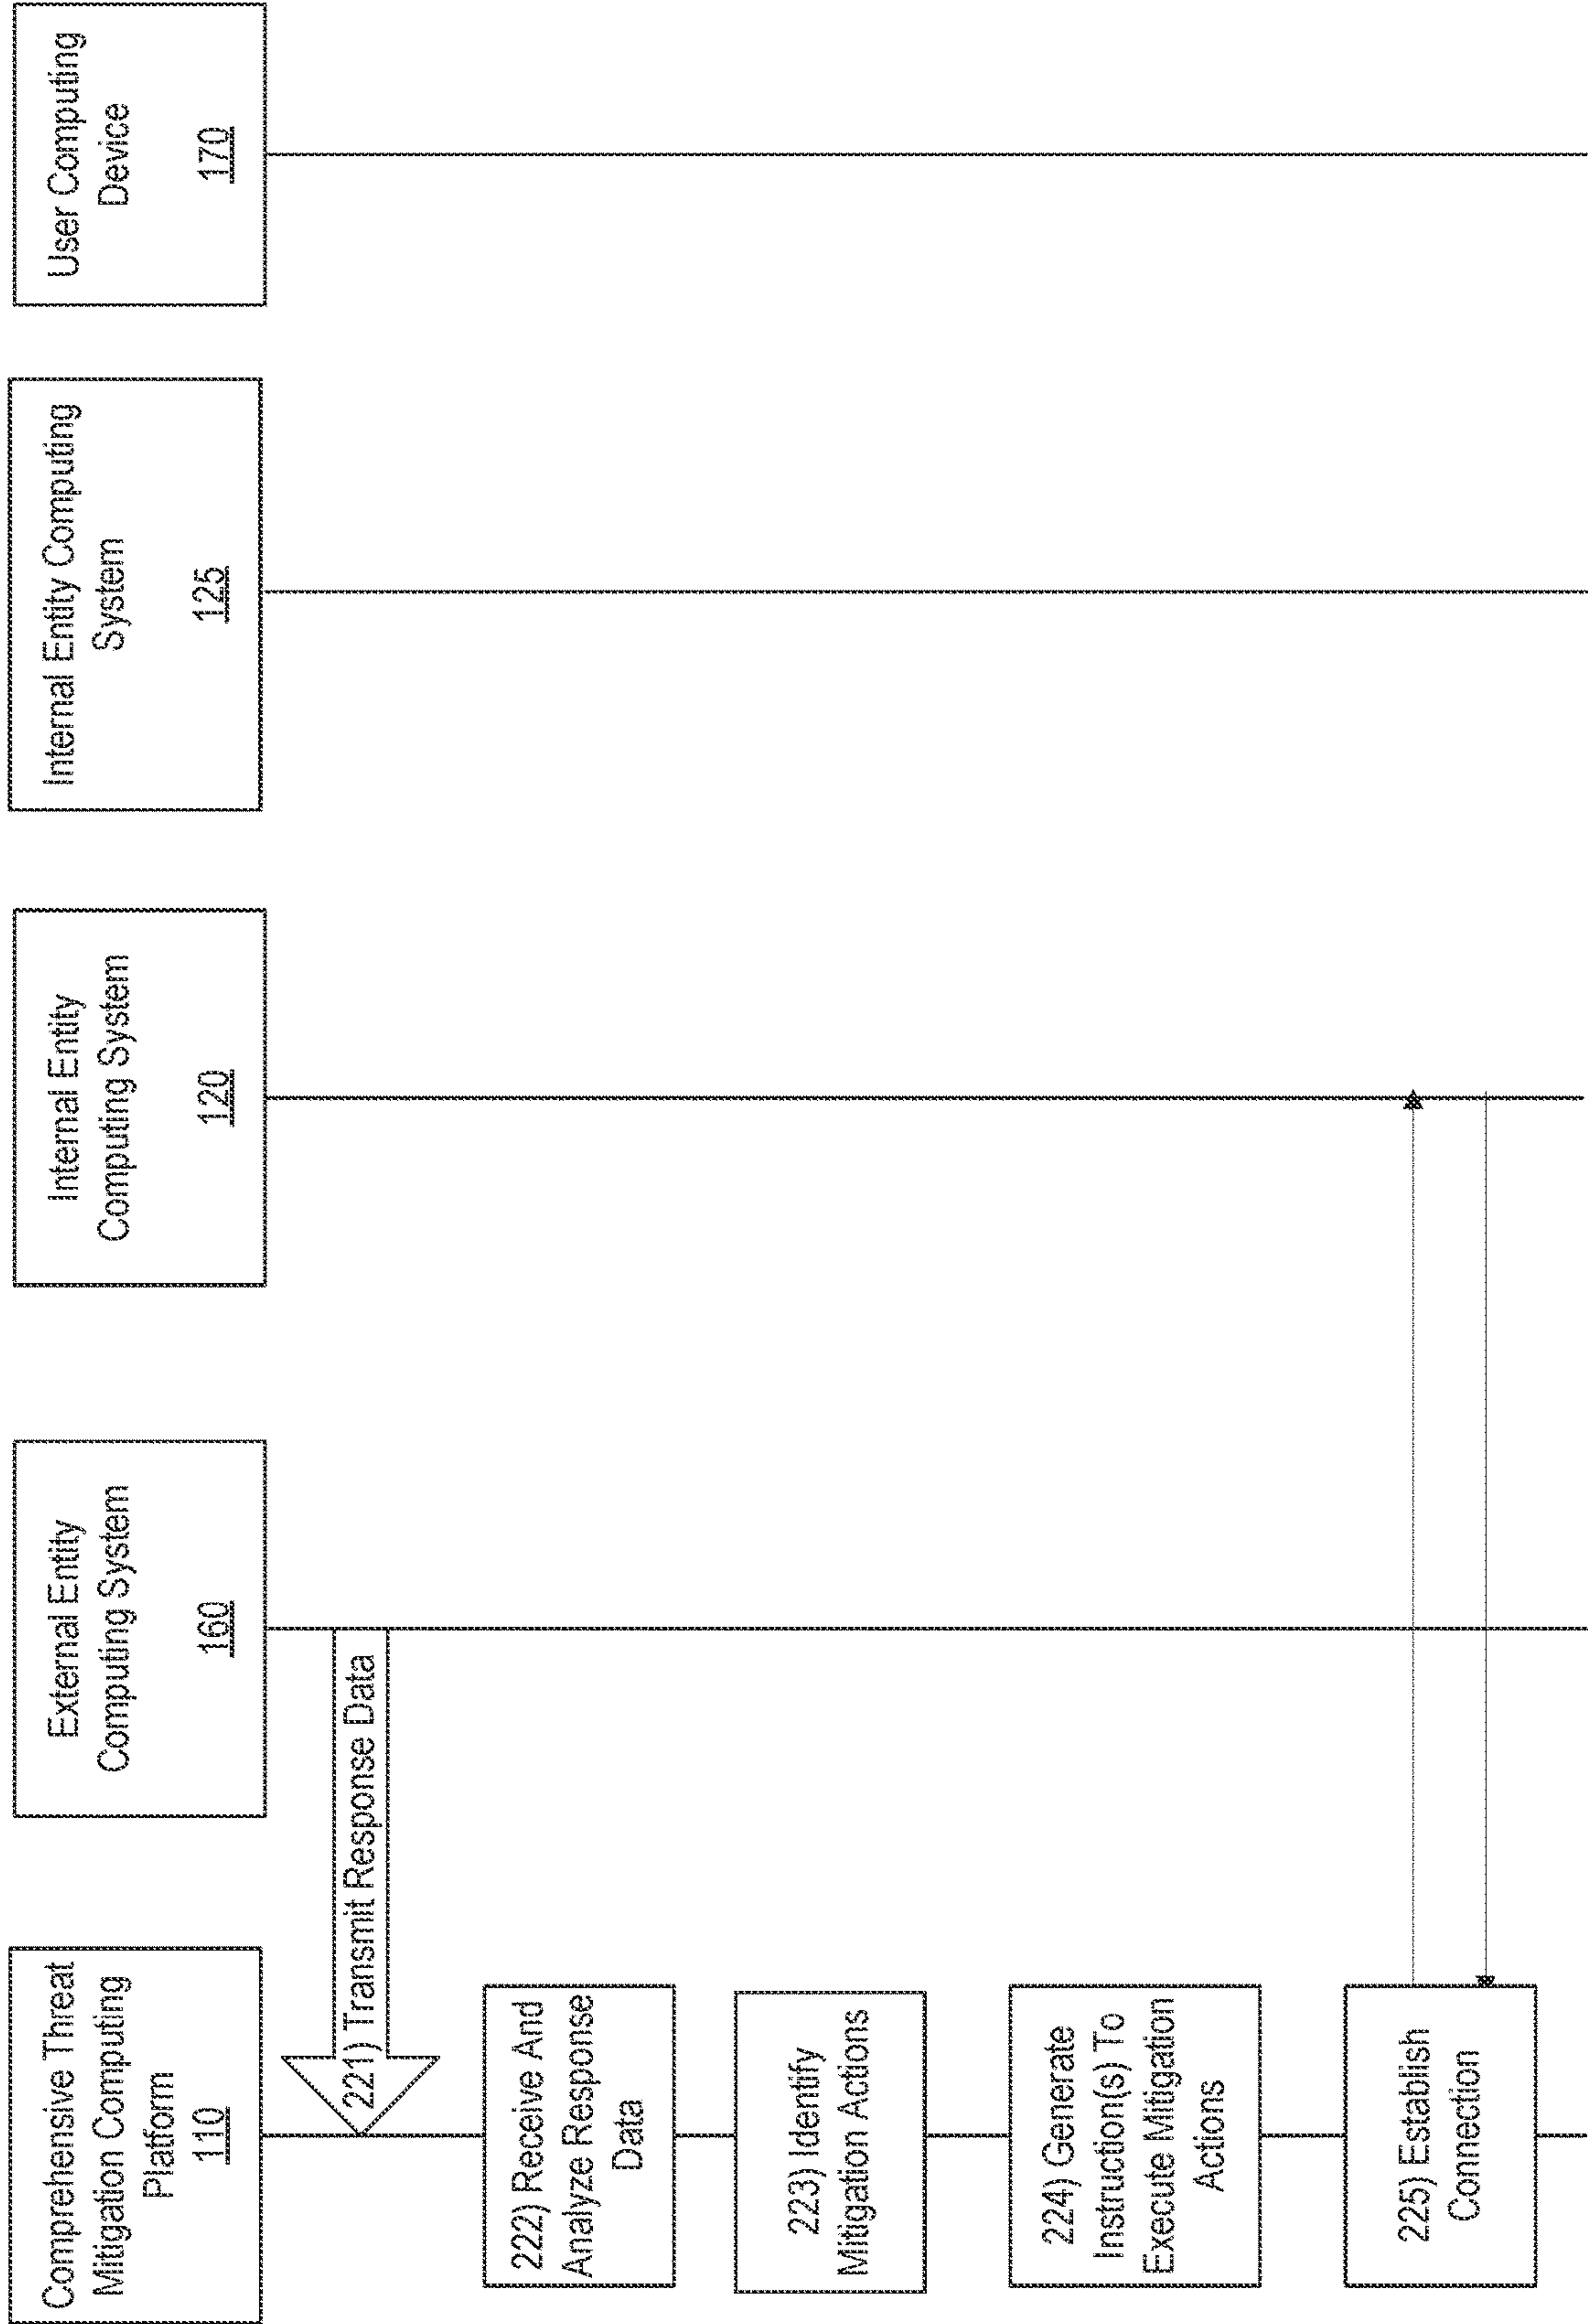 Comprehensive Threat
Mitigation Computing
Platform
110
External Entity
Computing System
160
Internal Entity
Computing System
120
Internal Entity Computing
System
125
User Computing
Device
170
221) Transmit Response Data
222) Receive And
Analyze Response
Data
223) Identify
Mitigation Actions
224) Generate
Instruction(s) To
Execute Mitigation
Actions
225) Establish
Connection